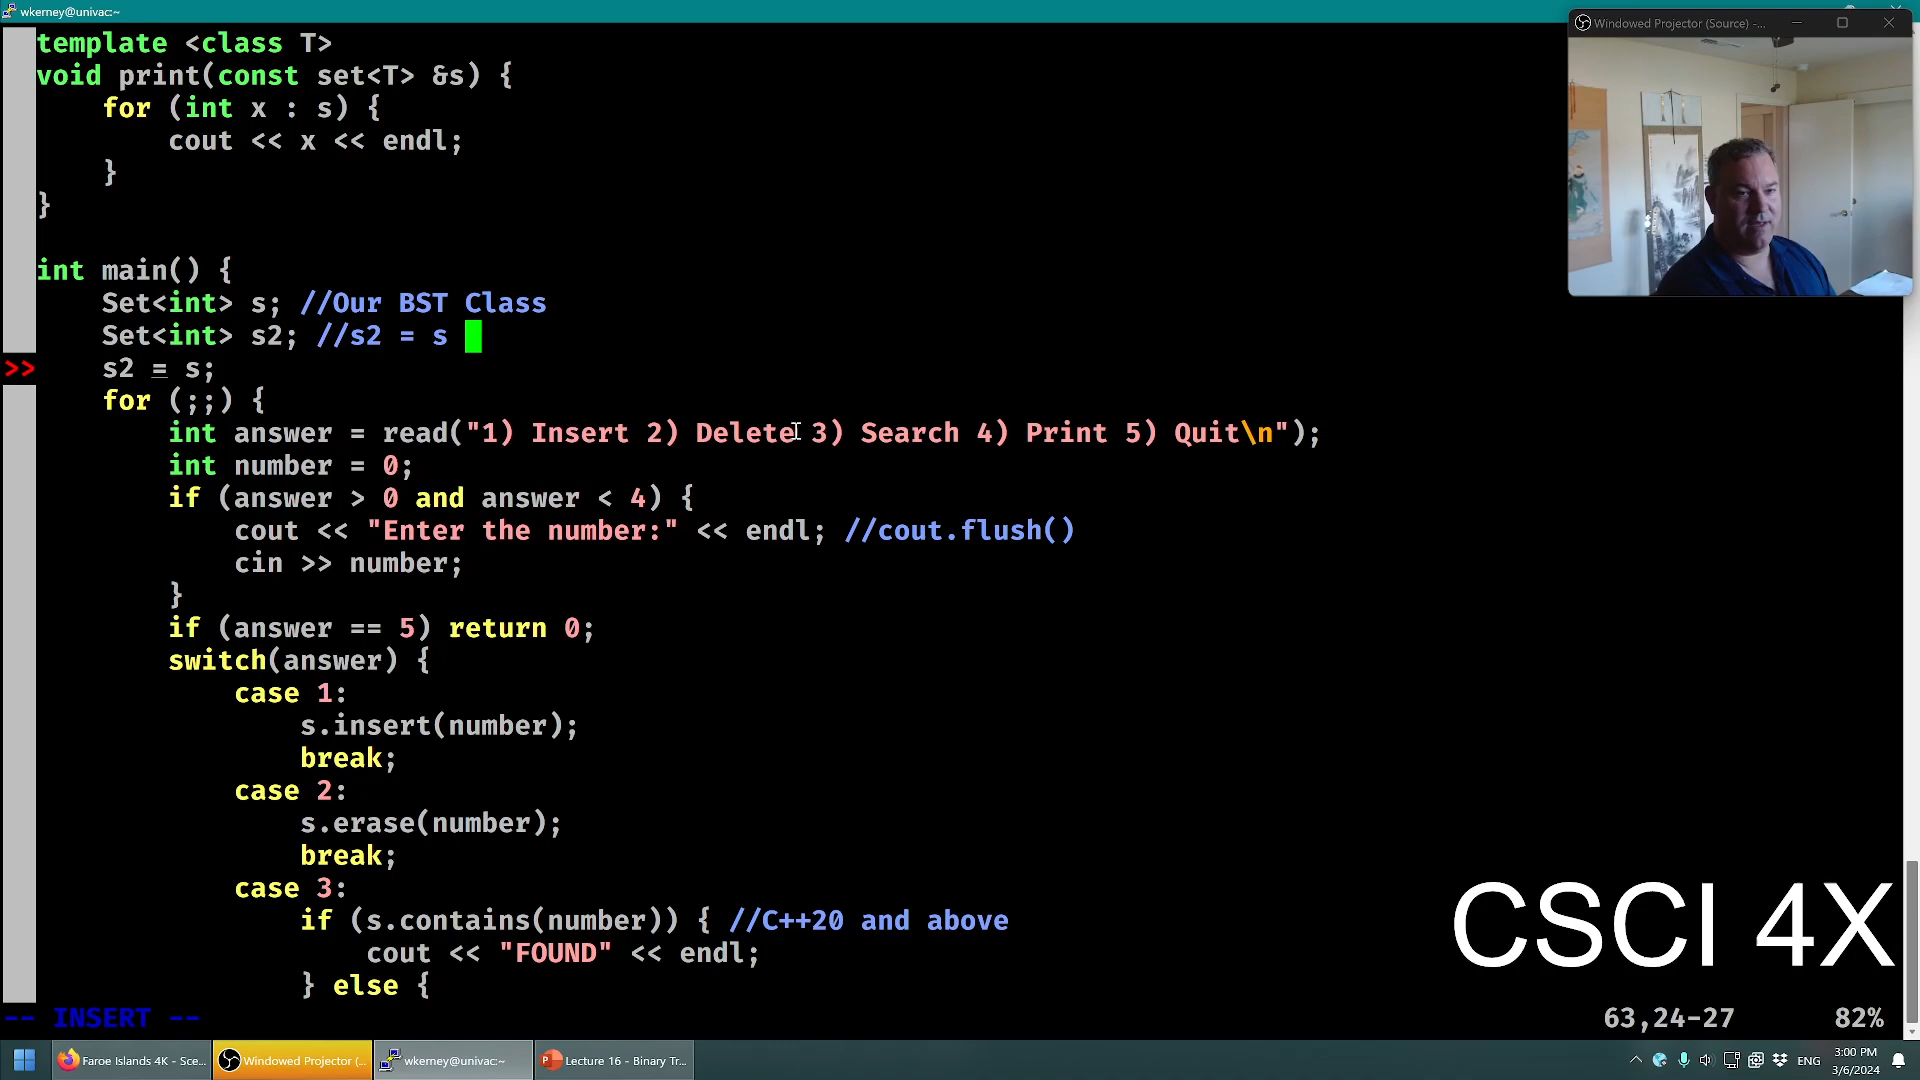 wkerney@univac:~
Windowed Projector (Source) -...
template <class T>
void print(const set<T> &s) {
for (int x : s) {
cout << x << endl;
}
}
int main() {
Set<int> s; //Our BST Class
Set<int> s2; //s2 = s
>> s2 = s;
for (;;) {
int answer = read("1) Insert 2) Delete 3) Search 4) Print 5) Quit\n");
int number = 0;
if (answer > 0 and answer < 4) {
cout << "Enter the number:" << endl; //cout.flush()
cin >> number;
}
if (answer == 5) return 0;
switch(answer) {
case 1:
s.insert(number);
break;
case 2:
s.erase(number);
break;
case 3:
if (s.contains(number)) { //C++20 and above
cout << "FOUND" << endl;
} else {
CSCI 4X
-- INSERT -- 63,24-27 82%
Faroe Islands 4K - Sce... Windowed Projector (... wkerney@univac:~ Lecture 16 - Binary Tr... ENG 3:00 PM
3/6/2024